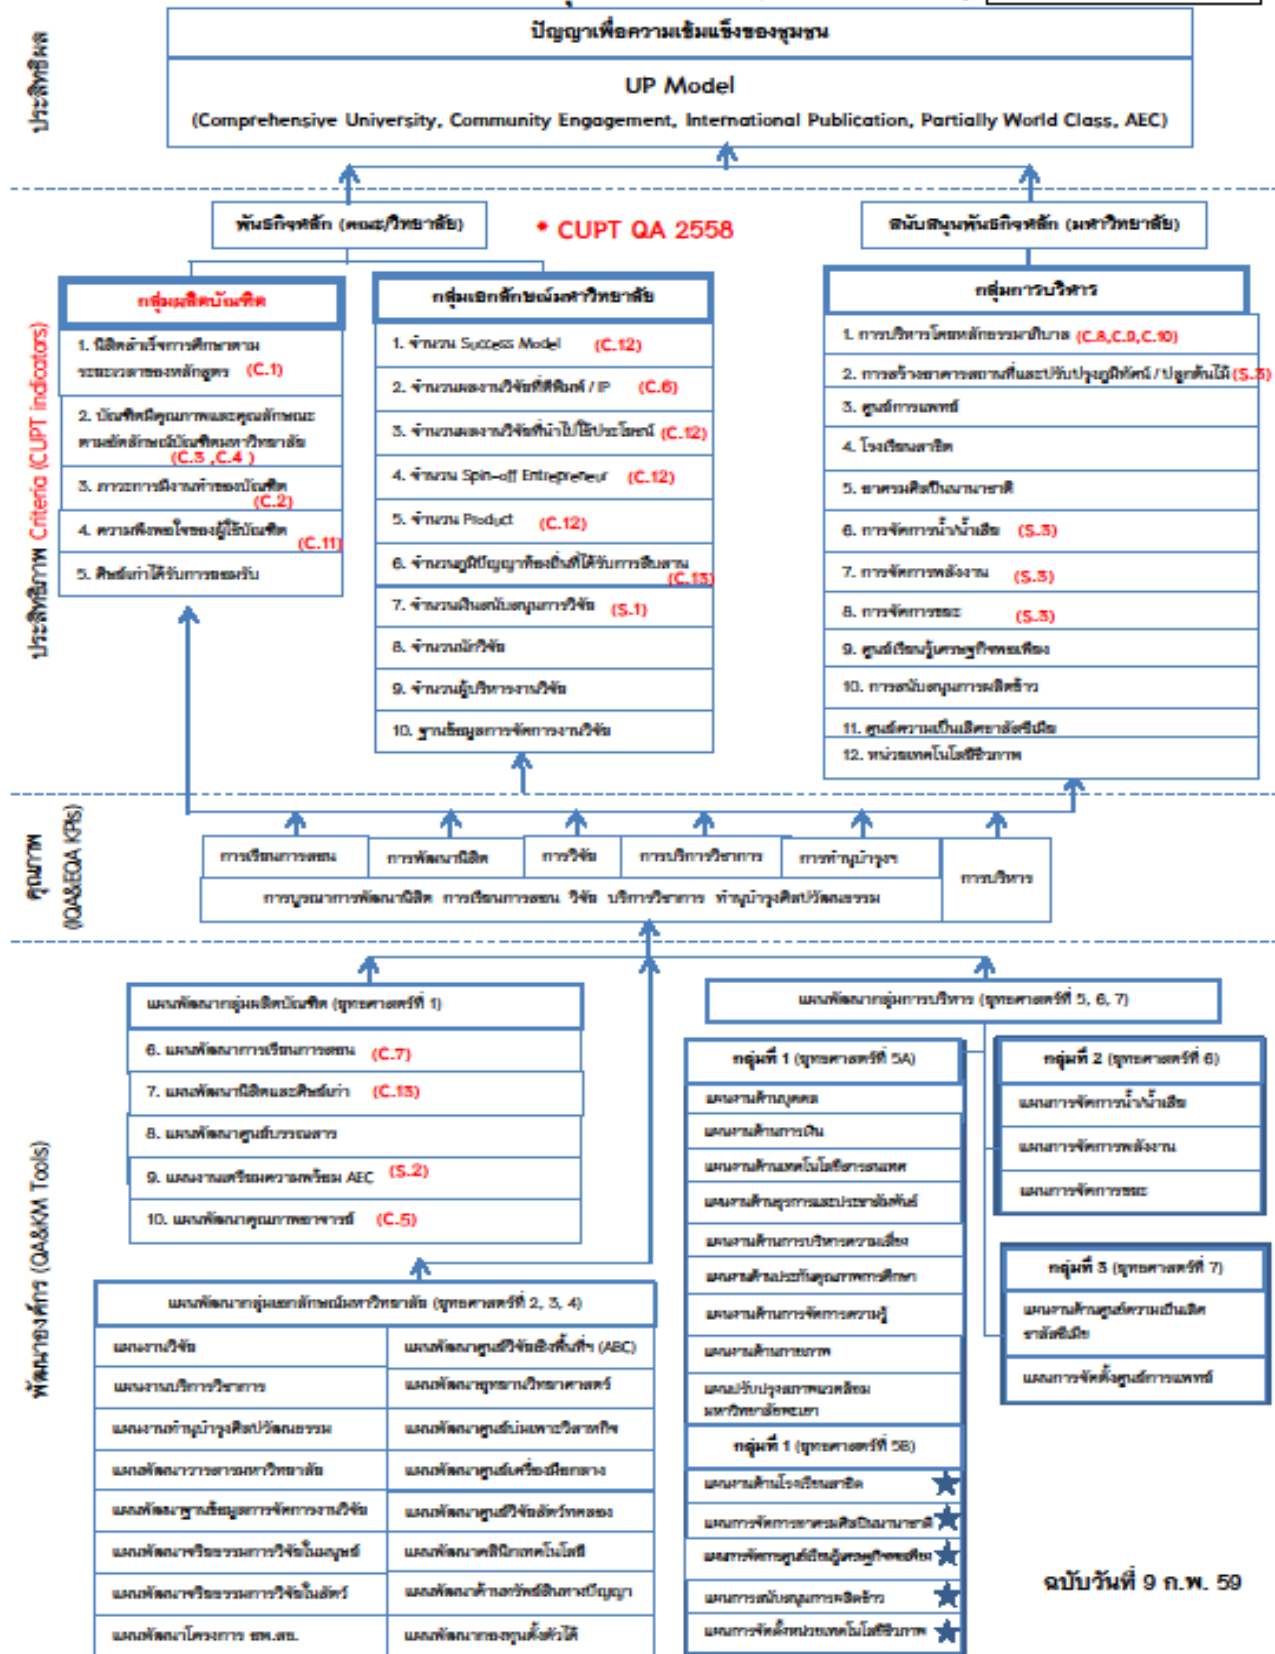 ปัญญาเพื่อความเข้มแข็งของชุมชน
UP Model
(Comprehensive University, Community Engagement, International Publication, Partially World Class, AEC)
ประสิทธิผล
พันธกิจหลัก (คณะ/วิทยาลัย)
* CUPT QA 2558
สนับสนุนพันธกิจหลัก (มหาวิทยาลัย)
ประสิทธิภาพ Criteria (CUPT indicators)
กลุ่มผลิตบัณฑิต
1. นิสิตสำเร็จการศึกษาตาม
ระยะเวลาของหลักสูตร (C.1)
2. บัณฑิตมีคุณภาพและคุณลักษณะ
ตามอัตลักษณ์บัณฑิตมหาวิทยาลัย
(C.3 ,C.4 )
3. ภาวะการมีงานทำของบัณฑิต
(C.2)
4. ความพึงพอใจของผู้ใช้บัณฑิต
(C.11)
5. ศิษย์เก่าได้รับการยอมรับ
กลุ่มเอกลักษณ์มหาวิทยาลัย
1. จำนวน Success Model (C.12)
2. จำนวนผลงานวิจัยที่ตีพิมพ์ / IP (C.6)
3. จำนวนผลงานวิจัยที่นำไปใช้ประโยชน์ (C.12)
4. จำนวน Spin-off Entrepreneur (C.12)
5. จำนวน Product (C.12)
6. จำนวนภูมิปัญญาท้องถิ่นที่ได้รับการสืบสาน
(C.13)
7. จำนวนเงินสนับสนุนการวิจัย (S.1)
8. จำนวนนักวิจัย
9. จำนวนผู้บริหารงานวิจัย
10. ฐานข้อมูลการจัดการงานวิจัย
กลุ่มการบริหาร
1. การบริหารโดยหลักธรรมาภิบาล (C.8,C.9,C.10)
2. การสร้างอาคารสถานที่และปรับปรุงภูมิทัศน์ / ปลูกต้นไม้ (S.3)
3. ศูนย์การแพทย์
4. โรงเรียนสาธิต
5. อาศรมศิลปินนานาชาติ
6. การจัดการน้ำ/น้ำเสีย (S.3)
7. การจัดการพลังงาน (S.3)
8. การจัดการขยะ (S.3)
9. ศูนย์เรียนรู้เศรษฐกิจพอเพียง
10. การสนับสนุนการผลิตข้าว
11. ศูนย์ความเป็นเลิศธาลัสซีเมีย
12. หน่วยเทคโนโลยีชีวภาพ
คุณภาพ
(IQA&EQA KPIs)
การเรียนการสอน
การพัฒนานิสิต
การวิจัย
การบริการวิชาการ
การทำนุบำรุงฯ
การบริหาร
การบูรณาการพัฒนานิสิต การเรียนการสอน วิจัย บริการวิชาการ ทำนุบำรุงศิลปวัฒนธรรม
พัฒนาองค์กร (QA&KM Tools)
แผนพัฒนากลุ่มผลิตบัณฑิต (ยุทธศาสตร์ที่ 1)
6. แผนพัฒนาการเรียนการสอน (C.7)
7. แผนพัฒนานิสิตและศิษย์เก่า (C.13)
8. แผนพัฒนาศูนย์บรรณสาร
9. แผนงานเตรียมความพร้อม AEC (S.2)
10. แผนพัฒนาคุณภาพอาจารย์ (C.5)
แผนพัฒนากลุ่มเอกลักษณ์มหาวิทยาลัย (ยุทธศาสตร์ที่ 2, 3, 4)
แผนงานวิจัย
แผนงานบริการวิชาการ
แผนงานทำนุบำรุงศิลปวัฒนธรรม
แผนพัฒนาวารสารมหาวิทยาลัย
แผนพัฒนาฐานข้อมูลการจัดการงานวิจัย
แผนพัฒนาจริยธรรมการวิจัยในมนุษย์
แผนพัฒนาจริยธรรมการวิจัยในสัตว์
แผนพัฒนาโครงการ อพ.สธ.
แผนพัฒนาศูนย์วิจัยเชิงพื้นที่ฯ (ABC)
แผนพัฒนาอุทยานวิทยาศาสตร์
แผนพัฒนาศูนย์บ่มเพาะวิสาหกิจ
แผนพัฒนาศูนย์เครื่องมือกลาง
แผนพัฒนาศูนย์วิจัยสัตว์ทดลอง
แผนพัฒนาคลินิกเทคโนโลยี
แผนพัฒนาด้านทรัพย์สินทางปัญญา
แผนพัฒนากองทุนตั้งตัวได้
แผนพัฒนากลุ่มการบริหาร (ยุทธศาสตร์ที่ 5, 6, 7)
กลุ่มที่ 1 (ยุทธศาสตร์ที่ 5A)
แผนงานด้านบุคคล
แผนงานด้านการเงิน
แผนงานด้านเทคโนโลยีสารสนเทศ
แผนงานด้านธุรการและประชาสัมพันธ์
แผนงานด้านการบริหารความเสี่ยง
แผนงานด้านประกันคุณภาพการศึกษา
แผนงานด้านการจัดการความรู้
แผนงานด้านกายภาพ
แผนปรับปรุงสภาพแวดล้อม
มหาวิทยาลัยพะเยา
กลุ่มที่ 1 (ยุทธศาสตร์ที่ 5B)
แผนงานด้านโรงเรียนสาธิต
แผนการจัดการอาศรมศิลปินนานาชาติ
แผนการจัดการศูนย์เรียนรู้เศรษฐกิจพอเพียง
แผนการสนับสนุนการผลิตข้าว
แผนการจัดตั้งหน่วยเทคโนโลยีชีวภาพ
กลุ่มที่ 2 (ยุทธศาสตร์ที่ 6)
แผนการจัดการน้ำ/น้ำเสีย
แผนการจัดการพลังงาน
แผนการจัดการขยะ
กลุ่มที่ 3 (ยุทธศาสตร์ที่ 7)
แผนงานด้านศูนย์ความเป็นเลิศ
ธาลัสซีเมีย
แผนการจัดตั้งศูนย์การแพทย์
ฉบับวันที่ 9 ก.พ. 59